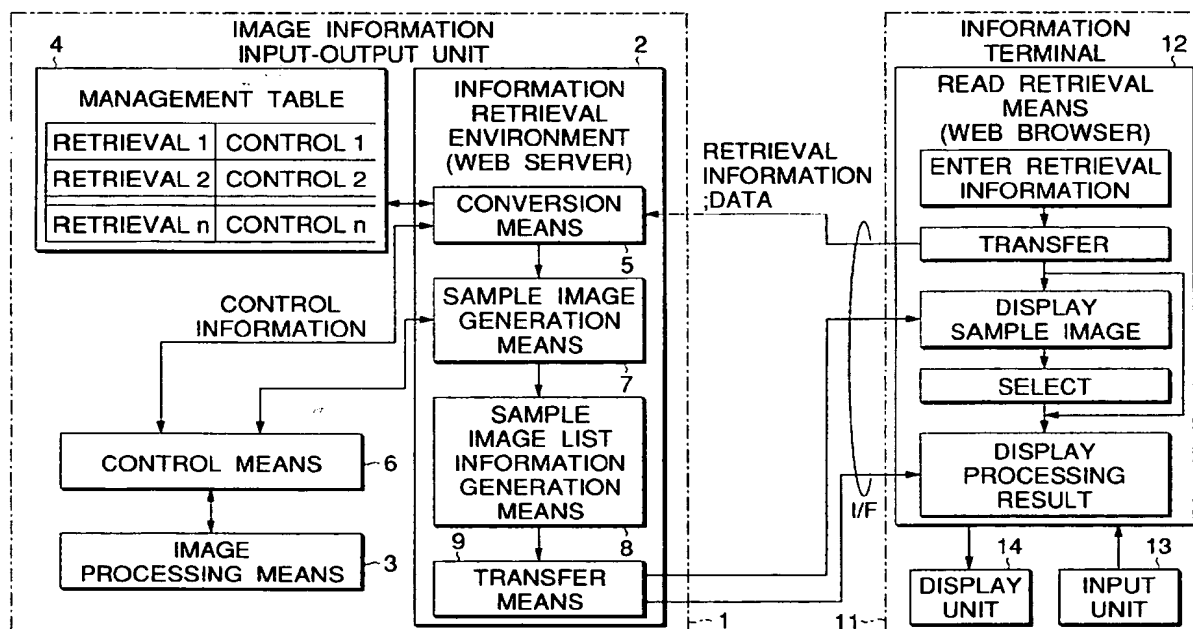 IMAGE INFORMATION
INPUT-OUTPUT UNIT
4
MANAGEMENT TABLE
RETRIEVAL 1 CONTROL 1
RETRIEVAL 2 CONTROL 2
RETRIEVAL n CONTROL n
2
INFORMATION
RETRIEVAL
ENVIRONMENT
(WEB SERVER)
CONVERSION
MEANS
5
SAMPLE IMAGE
GENERATION
MEANS
7
SAMPLE
IMAGE LIST
INFORMATION
GENERATION
MEANS
8
9
TRANSFER
MEANS
1
CONTROL
INFORMATION
CONTROL MEANS
6
IMAGE
PROCESSING MEANS
3
RETRIEVAL
INFORMATION
;DATA
I/F
INFORMATION
TERMINAL
12
READ RETRIEVAL
MEANS
(WEB BROWSER)
ENTER RETRIEVAL
INFORMATION
TRANSFER
DISPLAY
SAMPLE IMAGE
SELECT
DISPLAY
PROCESSING
RESULT
14
DISPLAY
UNIT
13
INPUT
UNIT
11